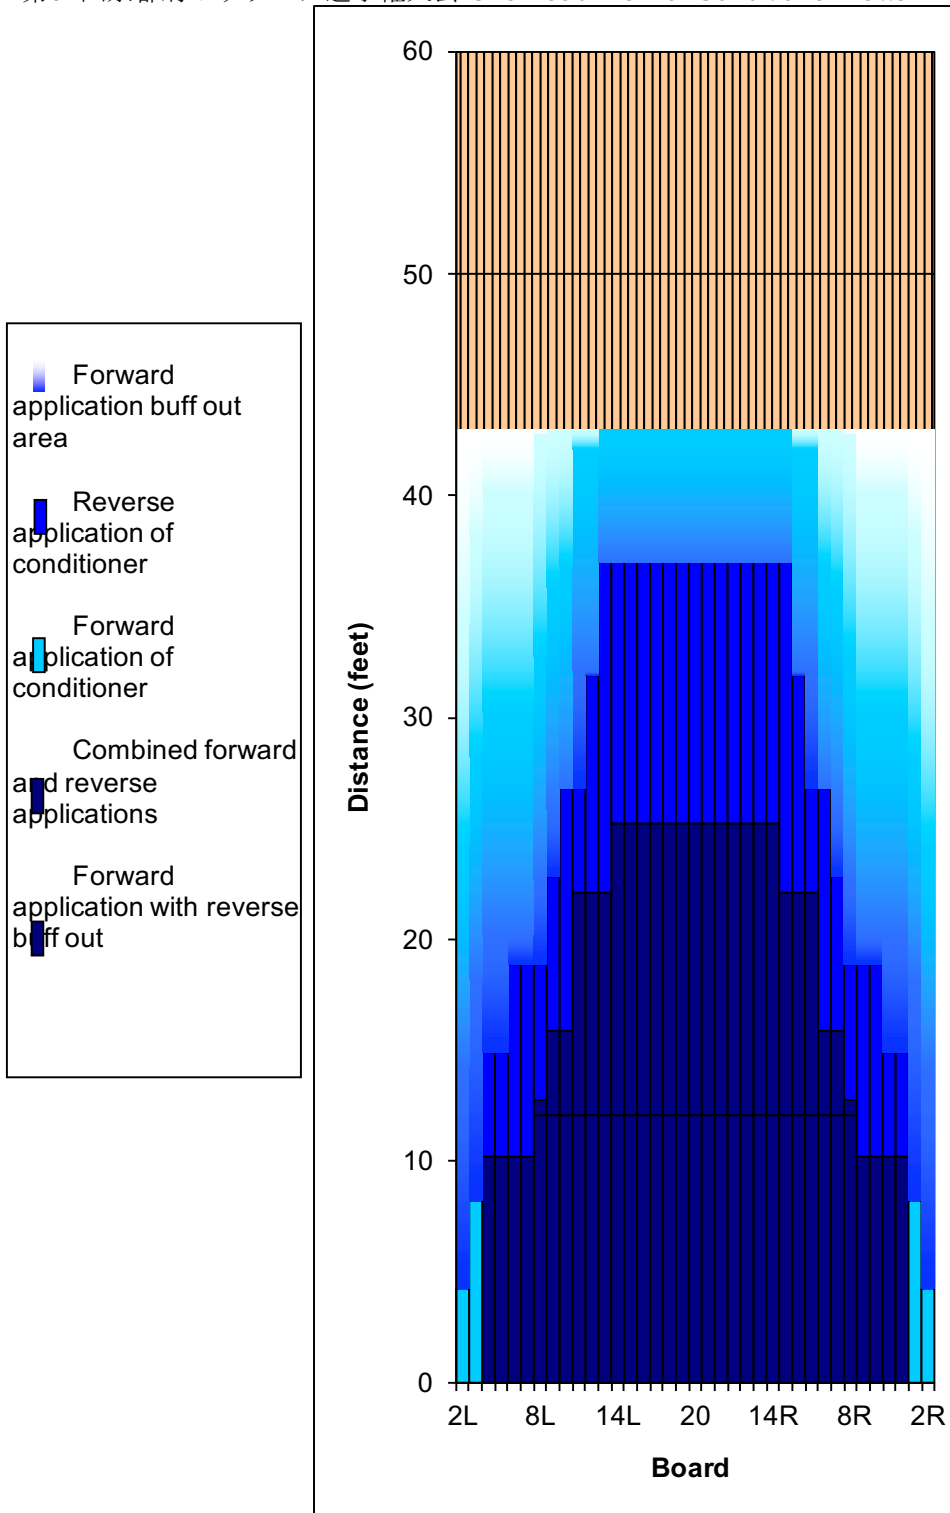 60
50
40
30
20
10
0
Distance (feet)
2L 8L 14L 20 14R 8R 2R
Board
Forward
application buff out
area
Reverse
application of
conditioner
Forward
application of
conditioner
Combined forward
and reverse
applications
Forward
application with reverse
buff out